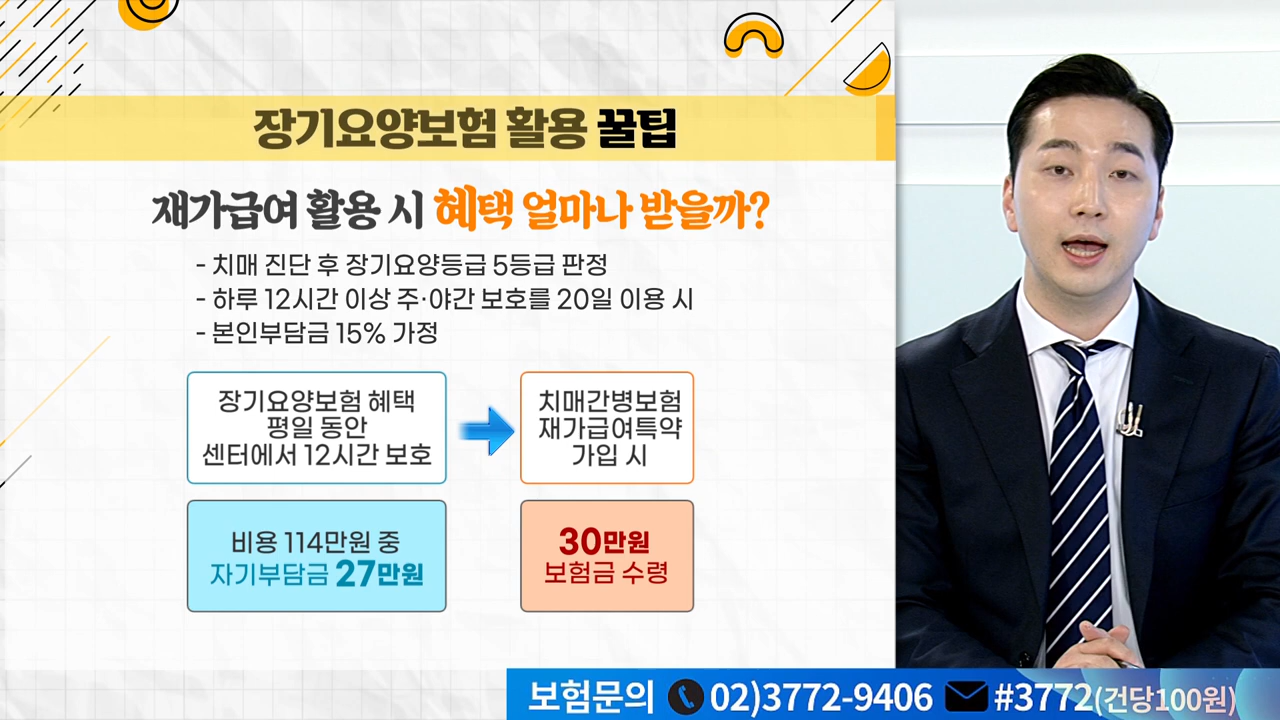 장기요양보험 활용 꿀팁
재가급여 활용 시 혜택 얼마나 받을까?
- 치매 진단 후 장기요양등급 5등급 판정
- 하루 12시간 이상 주·야간 보호를 20일 이용 시
- 본인부담금 15% 가정
장기요양보험 혜택
평일 동안
센터에서 12시간 보호
치매간병보험
재가급여특약
가입 시
비용 114만원 중
자기부담금 27만원
30만원
보험금 수령
보험문의 02)3772-9406 #3772(건당100원)